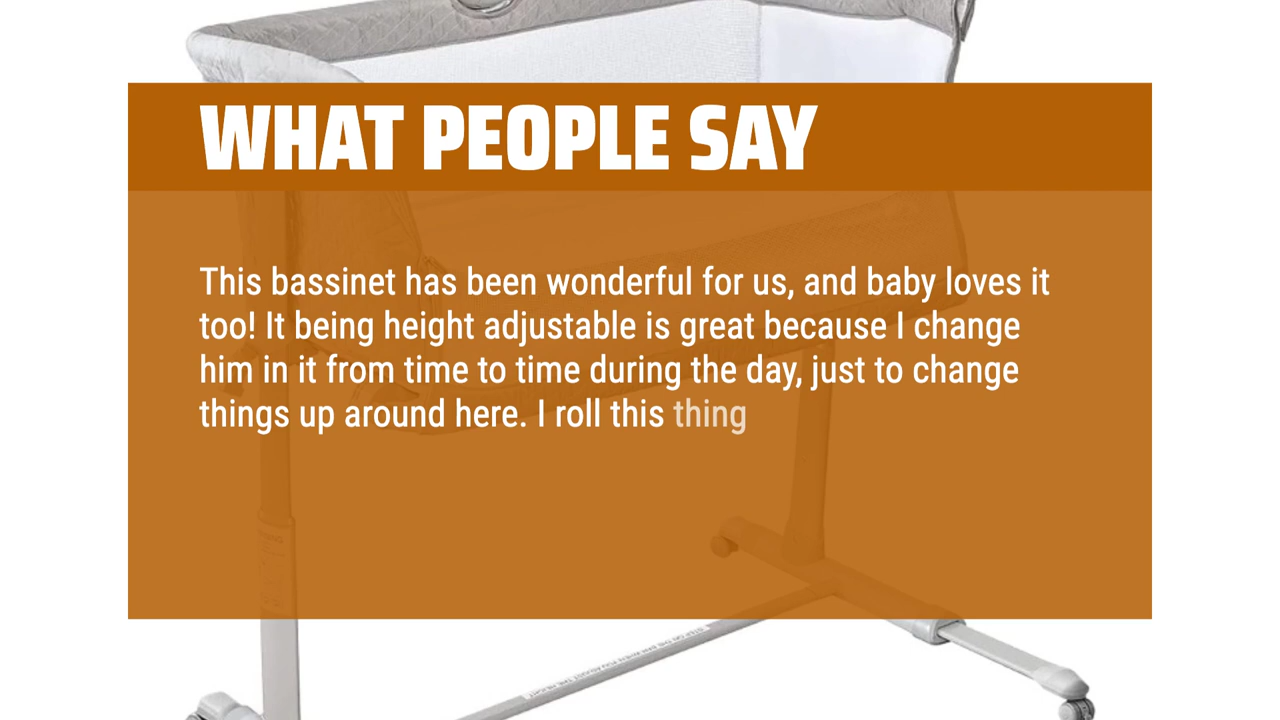 WHAT PEOPLE SAY
This bassinet has been wonderful for us, and baby loves it
too! It being height adjustable is great because I change
him in it from time to time during the day, just to change
things up around here. I roll this thing